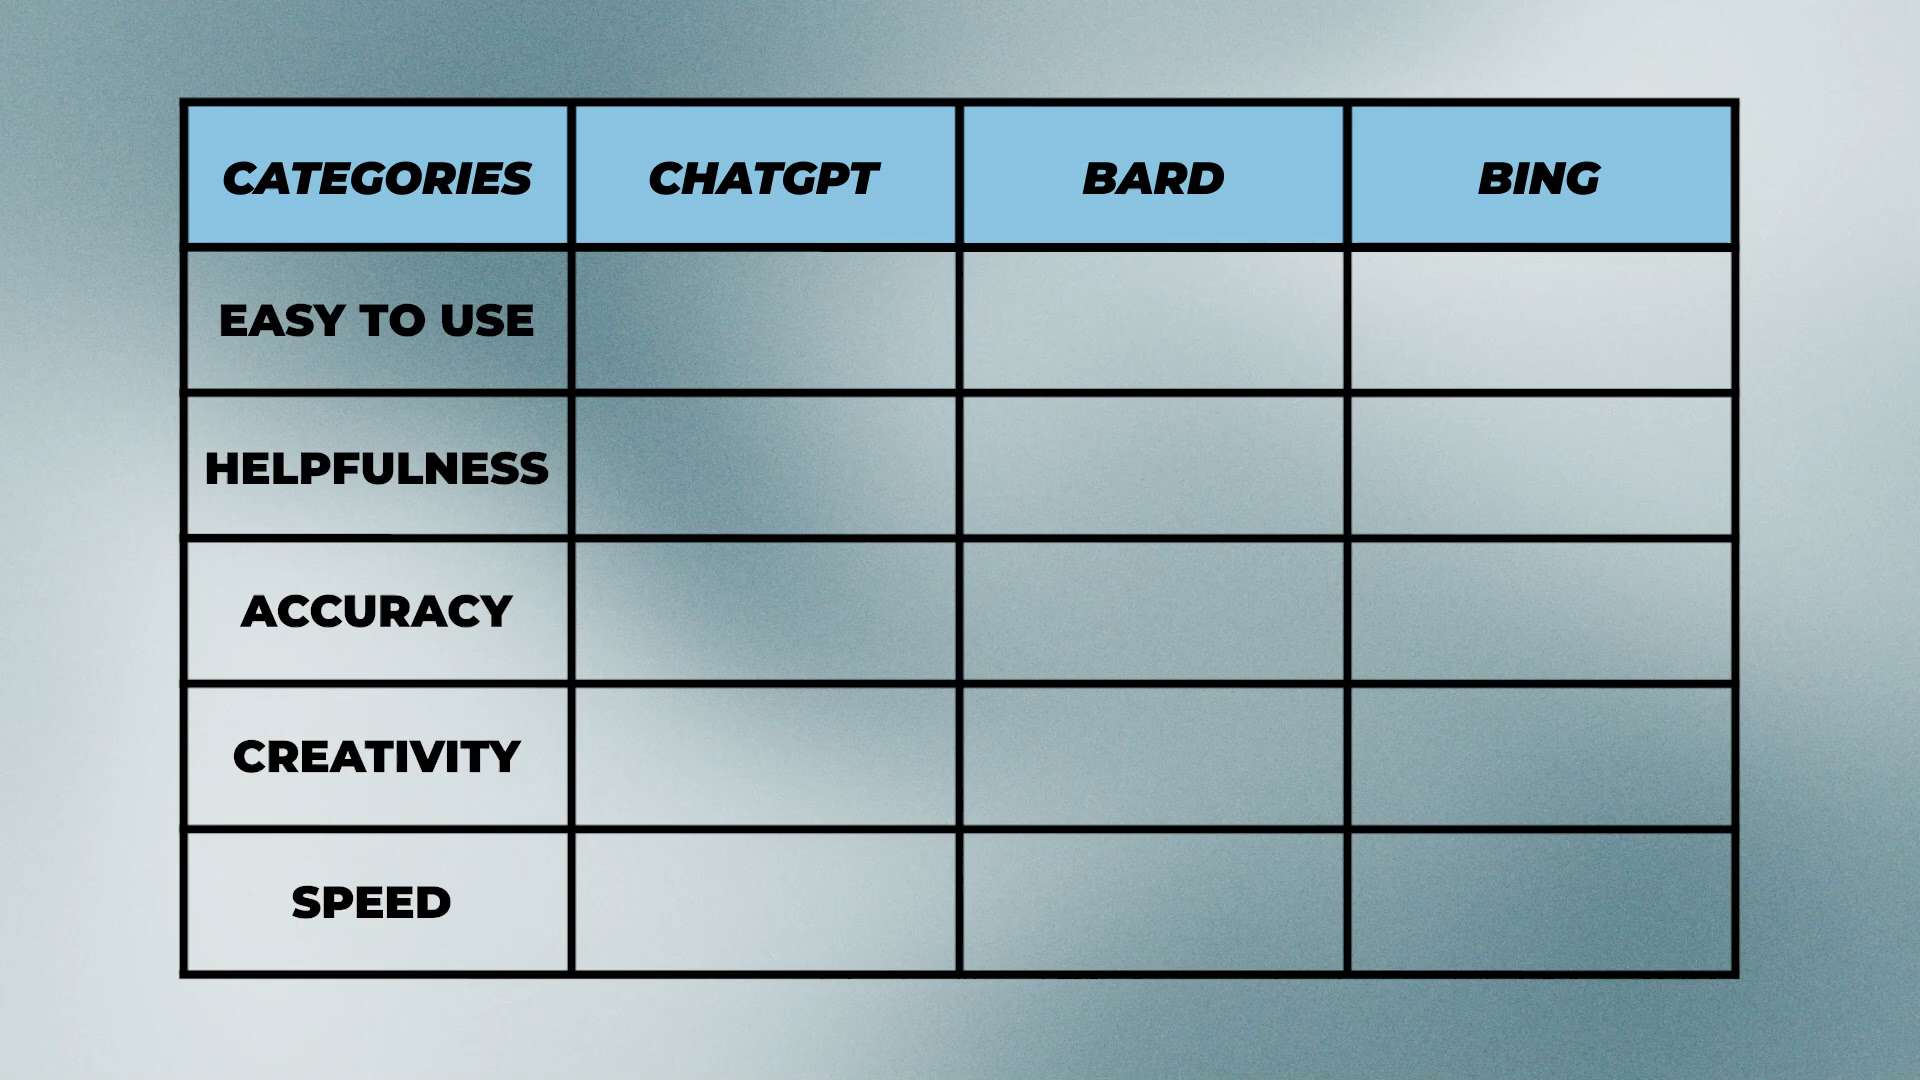 CATEGORIES CHATGPT BARD BING
EASY TO USE
HELPFULNESS
ACCURACY
CREATIVITY
SPEED